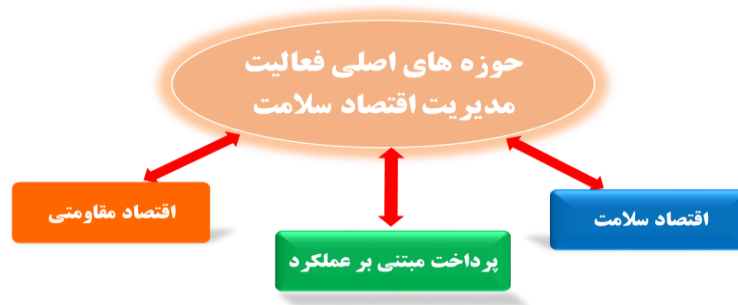 حوزه های اصلی فعالیت
مدیریت اقتصاد سلامت
اقتصاد سلامت
پرداخت مبتنی بر عملکرد
اقتصاد مقاومتی